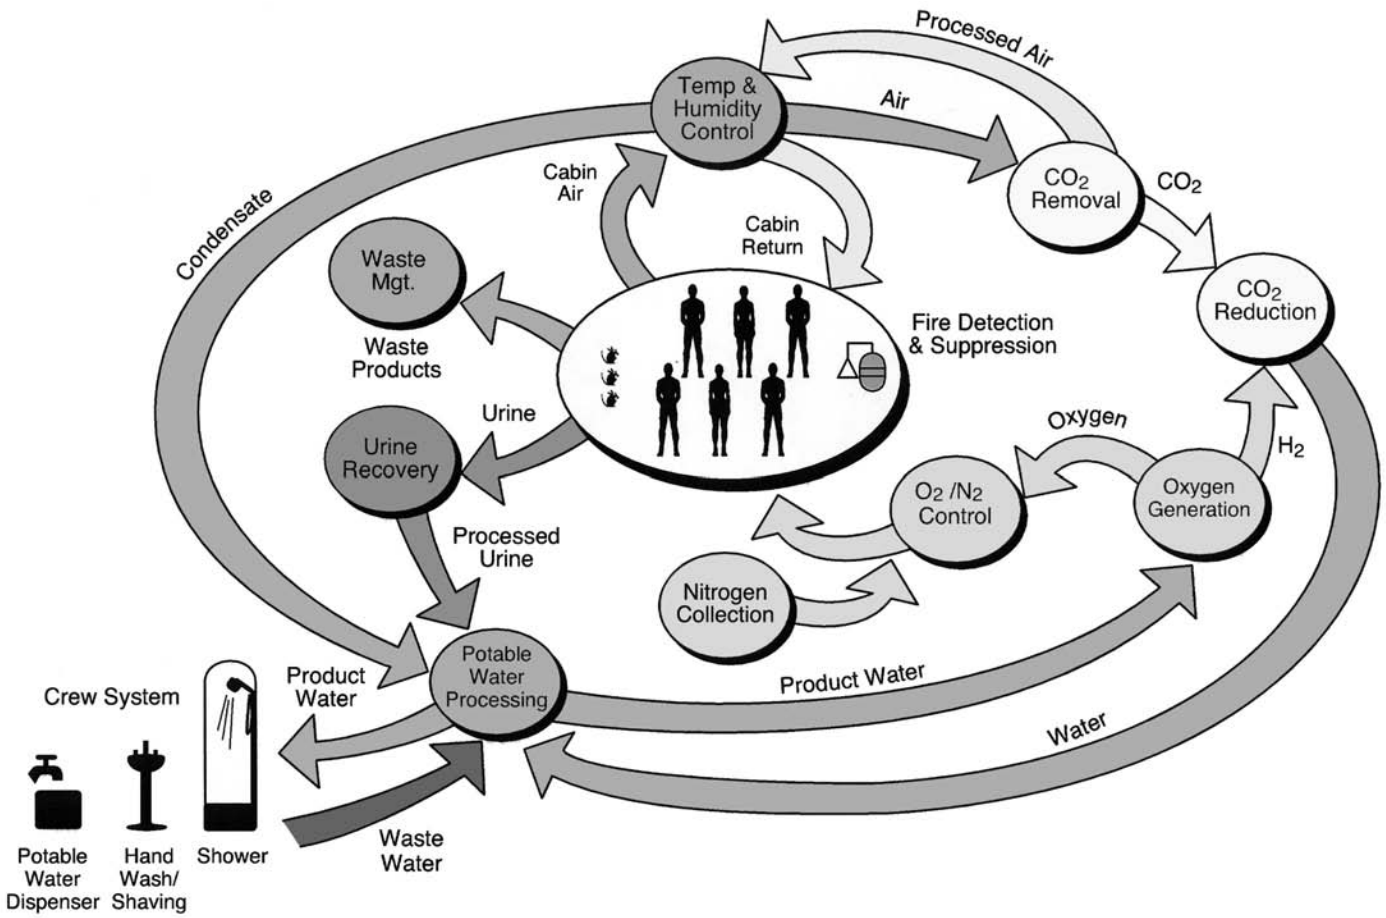 Processed Air
Temp &
Humidity
Control
Air
Cabin
Air
CO2
Removal
CO2
Condensate
Cabin
Return
Waste
Mgt.
CO2
Reduction
Fire Detection
& Suppression
Waste
Products
Urine
Urine
Recovery
Oxygen
H2
O2 /N2
Control
Oxygen
Generation
Processed
Urine
Nitrogen
Collection
Potable
Water
Processing
Product
Water
Crew System
Product Water
Water
Waste
Water
Potable
Water
Dispenser
Hand
Wash/
Shaving
Shower